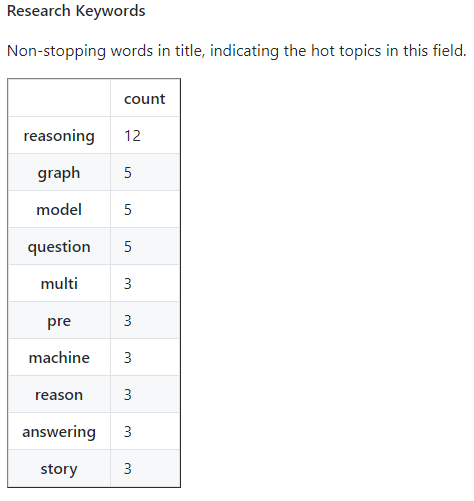 Research Keywords
Non-stopping words in title, indicating the hot topics in this field.
count
reasoning 12
graph 5
model 5
question 5
multi 3
pre 3
machine 3
reason 3
answering 3
story 3